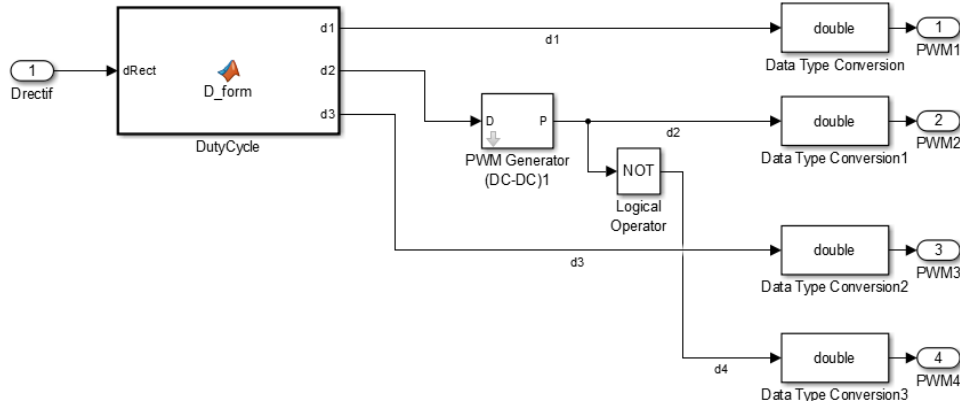 d1
double
1
d1
PWM1
Data Type Conversion
1
dRect
D_form
d2
Drectif
d3
DutyCycle
D
P
d2
double
2
PWM2
Data Type Conversion1
PWM Generator
(DC-DC)1
NOT
Logical
Operator
double
3
d3
PWM3
Data Type Conversion2
double
4
d4
PWM4
Data Type Conversion3